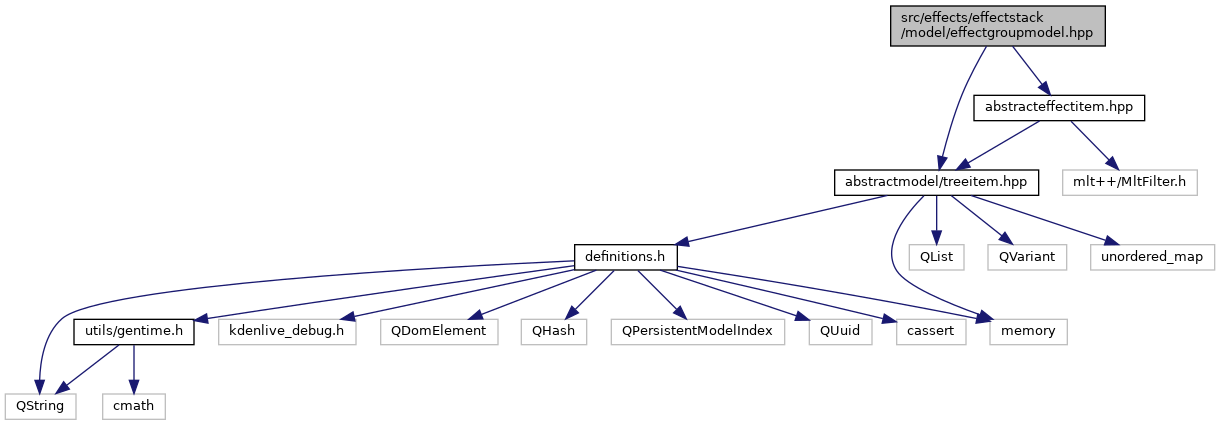 src/effects/effectstack
/model/effectgroupmodel.hpp
abstracteffectitem.hpp
abstractmodel/treeitem.hpp
mlt++/MltFilter.h
definitions.h
QList
QVariant
unordered_map
utils/gentime.h
kdenlive_debug.h
QDomElement
QHash
QPersistentModelIndex
QUuid
cassert
memory
QString
cmath